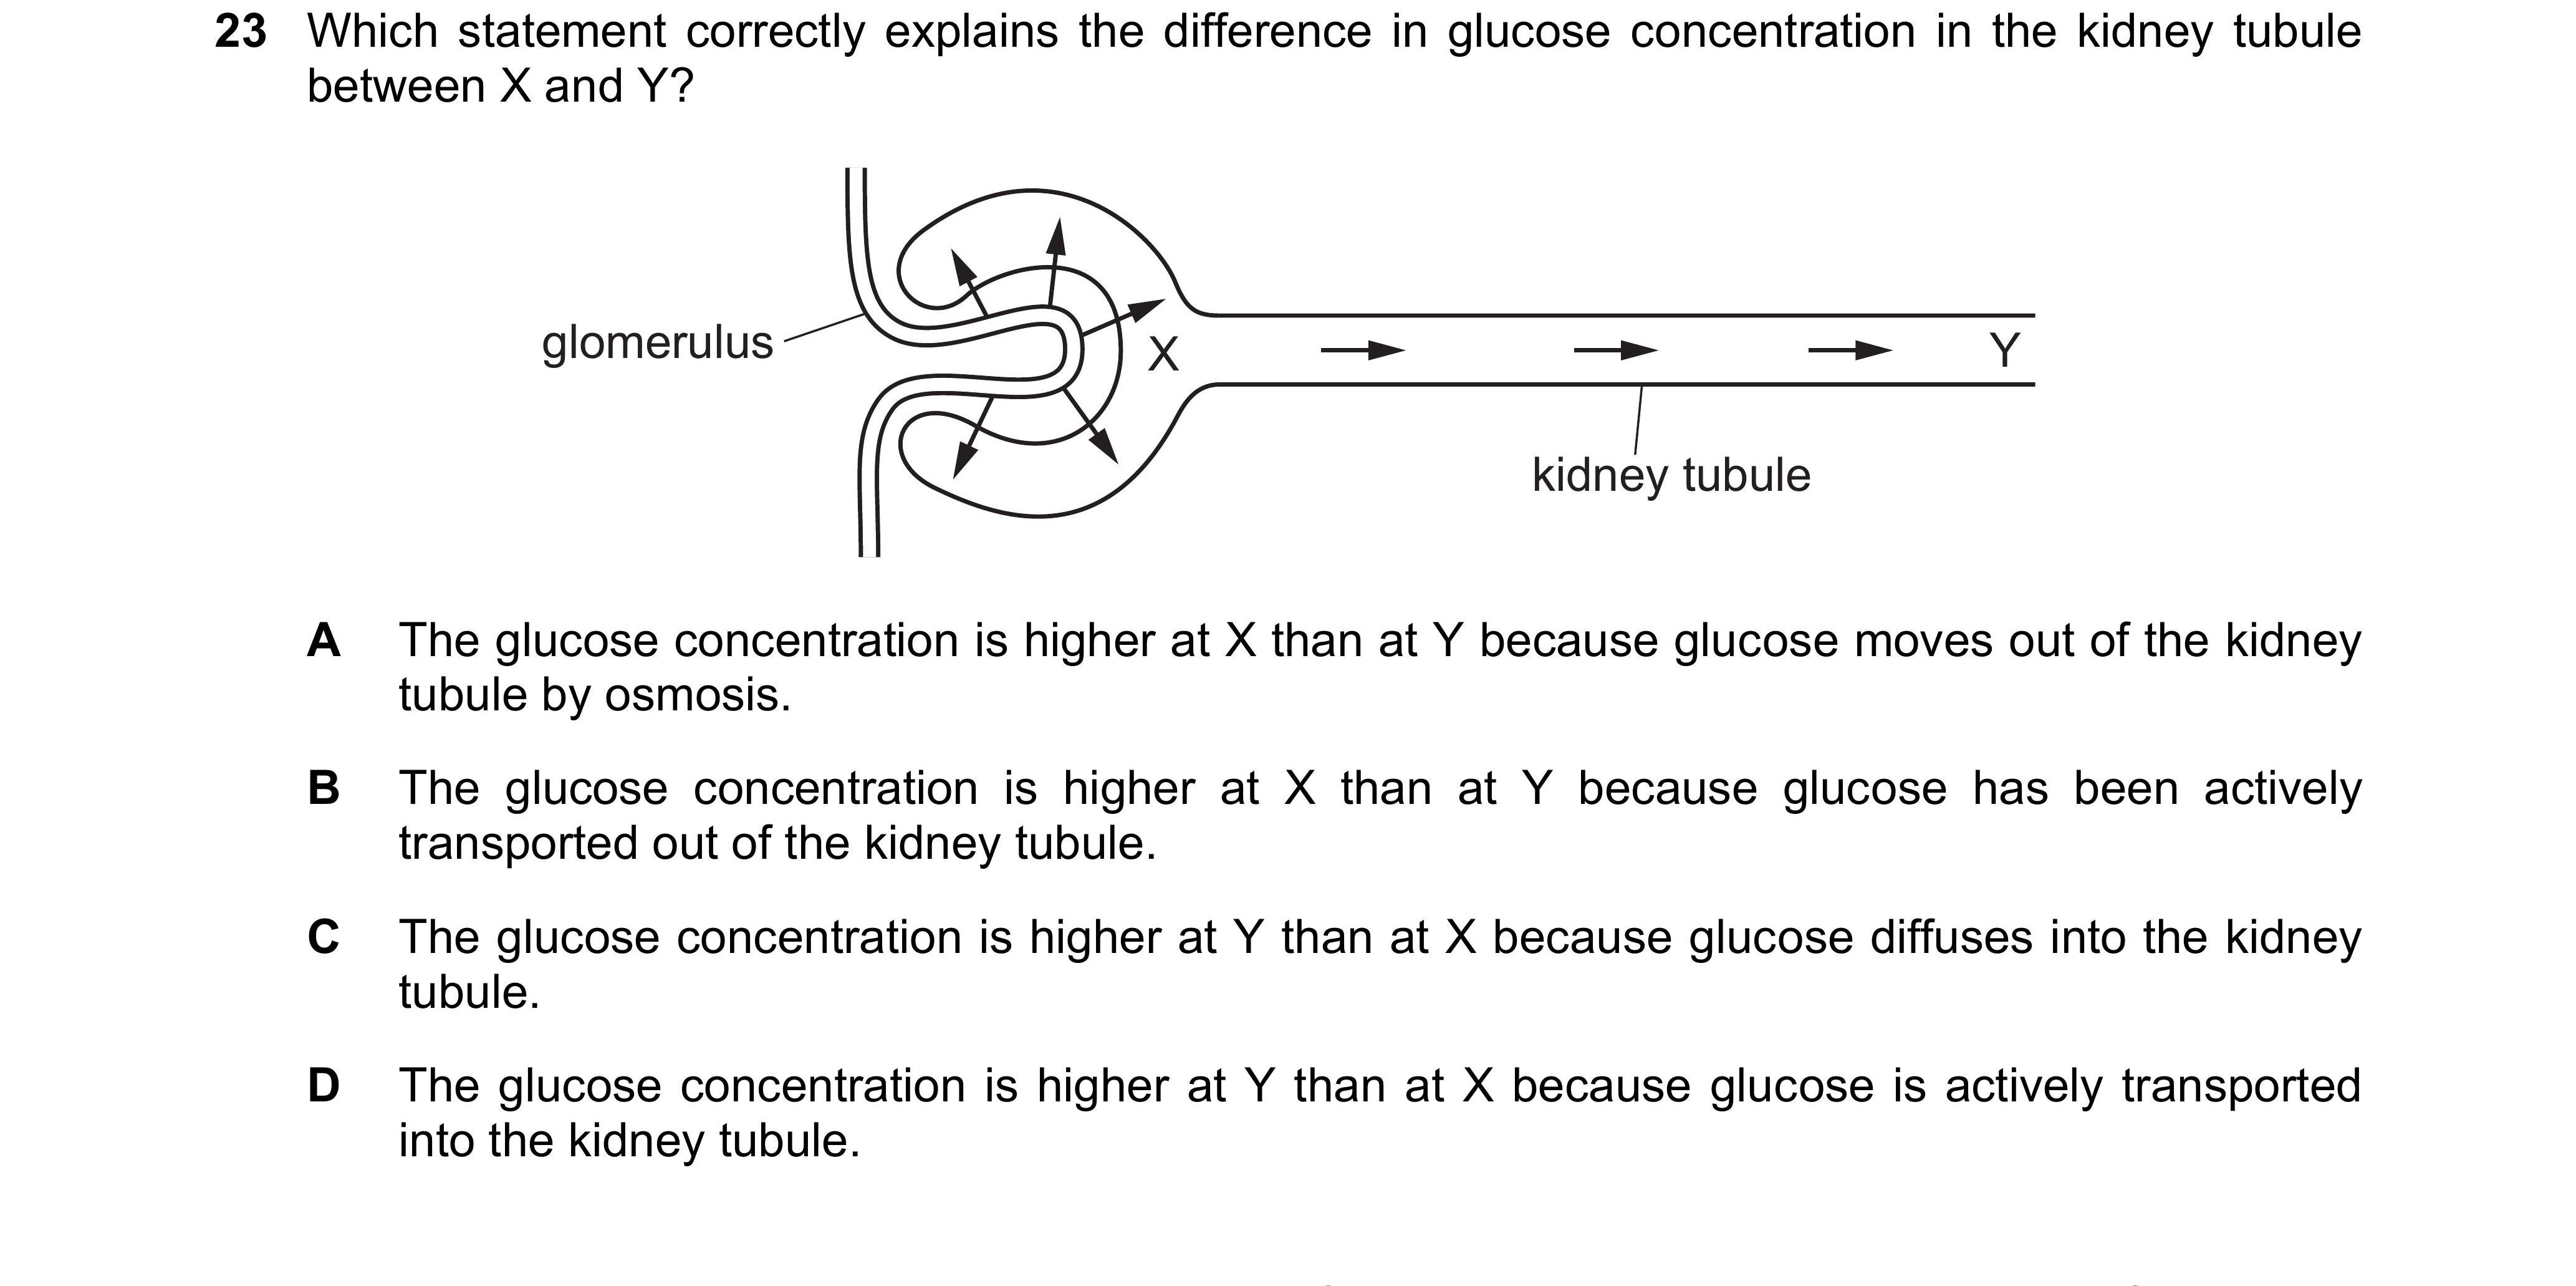 23 Which statement correctly explains the difference in glucose concentration in the kidney tubule
between X and Y?
glomerulus
X
Y
kidney tubule
A The glucose concentration is higher at X than at Y because glucose moves out of the kidney
tubule by osmosis.
B The glucose concentration is higher at X than at Y because glucose has been actively
transported out of the kidney tubule.
C The glucose concentration is higher at Y than at X because glucose diffuses into the kidney
tubule.
D The glucose concentration is higher at Y than at X because glucose is actively transported
into the kidney tubule.